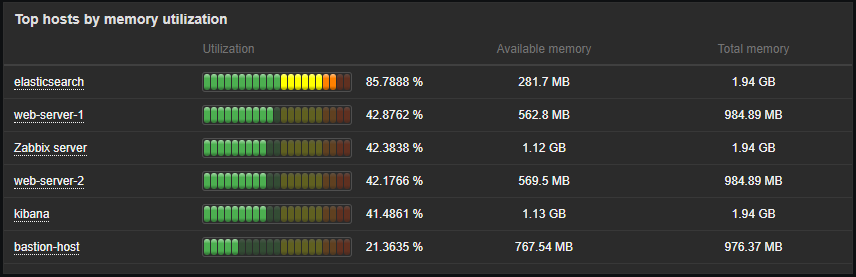 Top hosts by memory utilization
Utilization Available memory Total memory
elasticsearch 85.7888 % 281.7 MB 1.94 GB
web-server-1 42.8762 % 562.8 MB 984.89 MB
Zabbix server 42.3838 % 1.12 GB 1.94 GB
web-server-2 42.1766 % 569.5 MB 984.89 MB
kibana 41.4861 % 1.13 GB 1.94 GB
bastion-host 21.3635 % 767.54 MB 976.37 MB